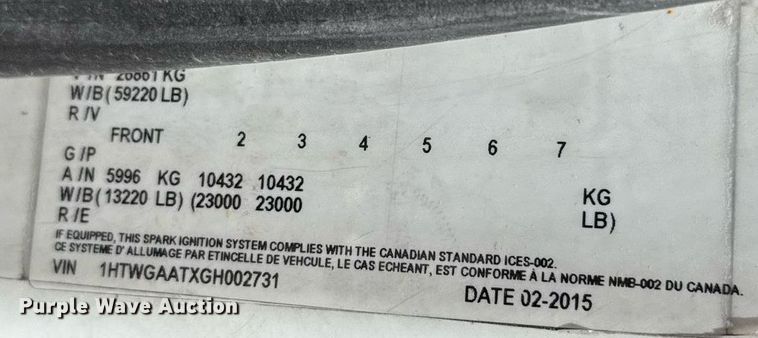 26861 KG
W/B (59220 LB)
R /V
FRONT 2 3 4 5 6 7
G /P
A /N 5996 KG 10432 10432 KG
W/B (13220 LB) (23000 23000 LB)
R /E
IF EQUIPPED, THIS SPARK IGNITION SYSTEM COMPLIES WITH THE CANADIAN STANDARD ICES-002.
CE SYSTEME D' ALLUMAGE PAR ETINCELLE DE VEHCULE, LE CAS ECHEANT, EST CONFORME À LA NORME NMB-002 DU CANADA.
VIN 1HTWGAATXGH002731 DATE 02-2015
Purple Wave Auction